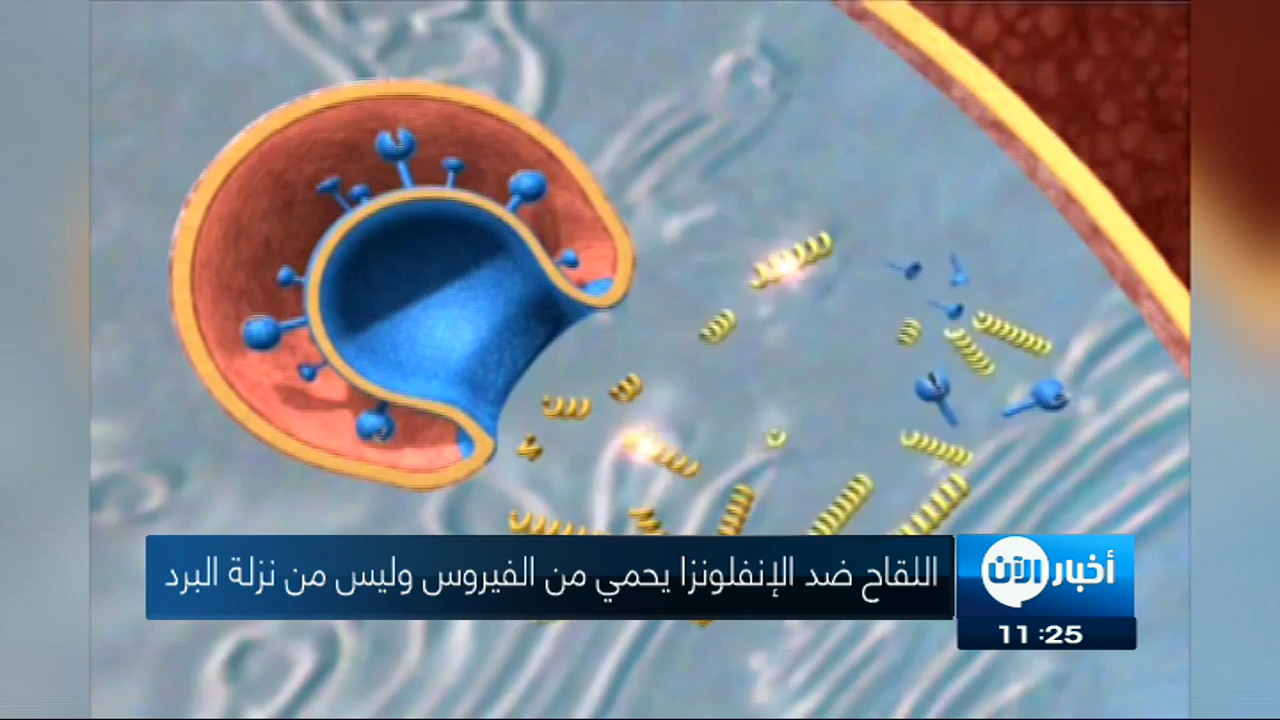 اللقاح ضد الإنفلونزا يحمي من الفيروس وليس من نزلة البرد
أخبار الآن
11:25